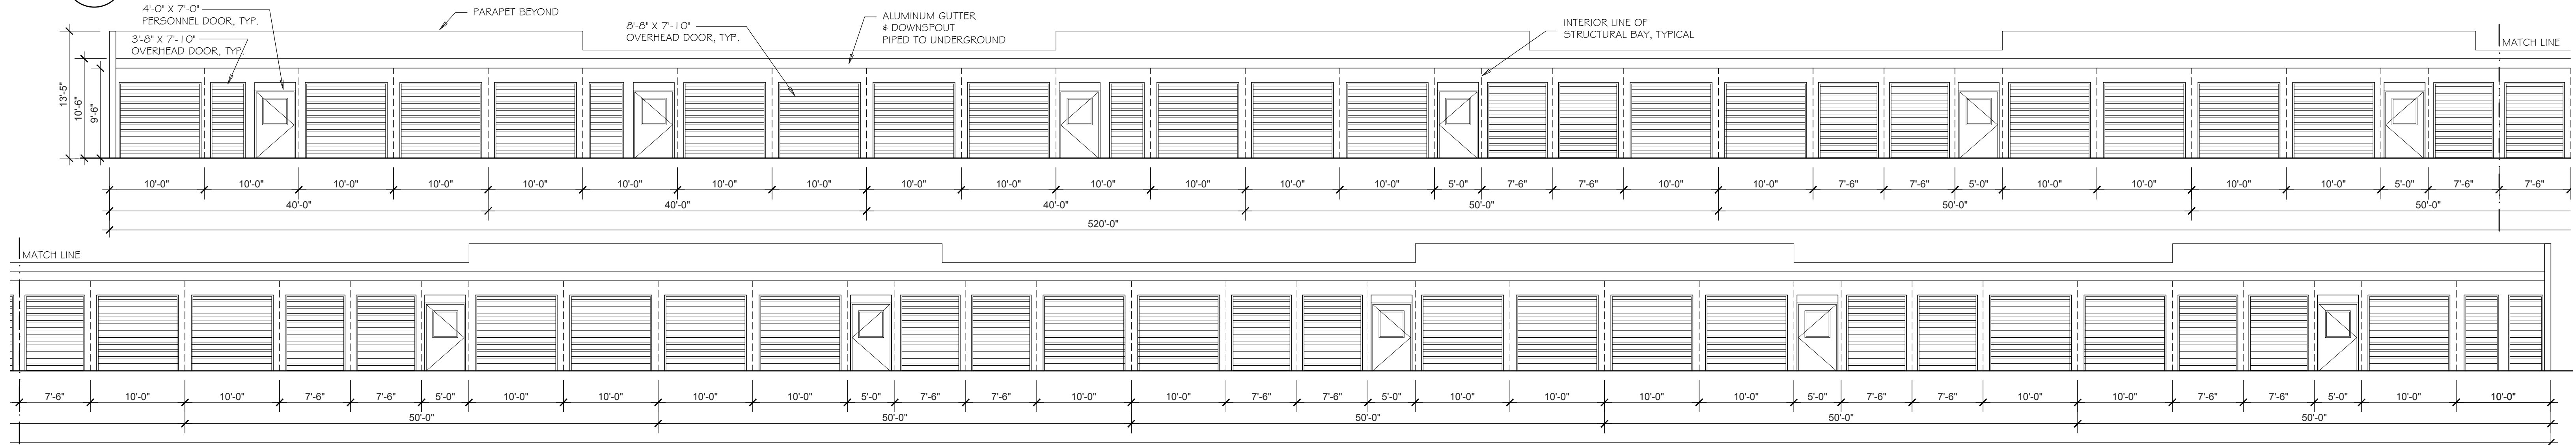 4'-0" X 7'-0"
PERSONNEL DOOR, TYP.
3'-8" X 7'-10"
OVERHEAD DOOR, TYP.
PARAPET BEYOND
8'-8" X 7'-10"
OVERHEAD DOOR, TYP.
ALUMINUM GUTTER
& DOWNSPOUT
PIPED TO UNDERGROUND
INTERIOR LINE OF
STRUCTURAL BAY, TYPICAL
MATCH LINE
13'-5"
10'-6"
9'-6"
10'-0" 10'-0" 10'-0" 10'-0" 10'-0" 10'-0" 10'-0" 10'-0" 10'-0" 10'-0" 10'-0" 10'-0" 10'-0" 10'-0" 5'-0" 7'-6" 7'-6" 10'-0" 10'-0" 7'-6" 7'-6" 5'-0" 10'-0" 10'-0" 10'-0" 10'-0" 5'-0" 7'-6" 7'-6"
40'-0" 40'-0" 40'-0" 50'-0" 50'-0" 50'-0"
520'-0"
MATCH LINE
7'-6" 10'-0" 10'-0" 7'-6" 7'-6" 5'-0" 10'-0" 10'-0" 10'-0" 10'-0" 5'-0" 7'-6" 7'-6" 10'-0" 10'-0" 7'-6" 7'-6" 5'-0" 10'-0" 10'-0" 10'-0" 10'-0" 5'-0" 7'-6" 7'-6" 10'-0" 10'-0" 7'-6" 7'-6" 5'-0" 10'-0" 10'-0"
50'-0" 50'-0" 50'-0" 50'-0" 50'-0"